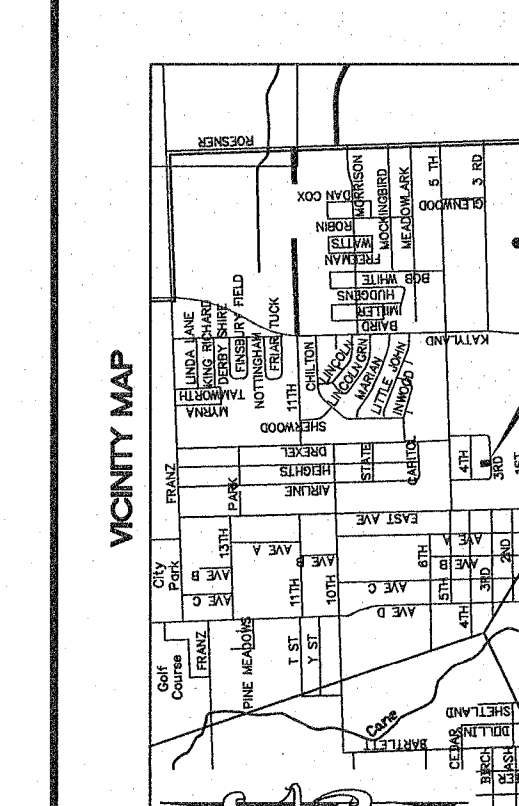 VICINITY MAP
ROESNER
DAN COX
MORRISON
MOCKINGBIRD
MEADOWLARK
5 TH
3 RD
GLENWOOD
ROBIN
WATTS
FREEMAN
BOB WHITE
HUDGENS
MILLER
BAIRD
KATYLAND
LINDA LANE
KING RICHARD
DERBY SHIRE
FINSBURY FIELD
NOTTINGHAM
FRIAR TUCK
TAMWORTH
MYRNA
11TH
CHILTON
LINCOLN
LINCOLN GRN
MARIAN
LITTLE JOHN
INWOOD
SHERWOOD
DREXEL
HEIGHTS
AIRLINE
STATE
CAPITOL
4TH
3RD
1ST
FRANZ
PARK
EAST AVE
City
Park
13TH
AVE A
AVE B
AVE B
AVE C
11TH
10TH
6TH
AVE A
AVE B
AVE C
5TH
3RD
2ND
4TH
AVE D
Golf
Course
FRANZ
PINE MEADOWS
T ST
Y ST
Cane
BARTLETT
SHETLAND
DOLLIN
CEDAR
BIRCH
ASH